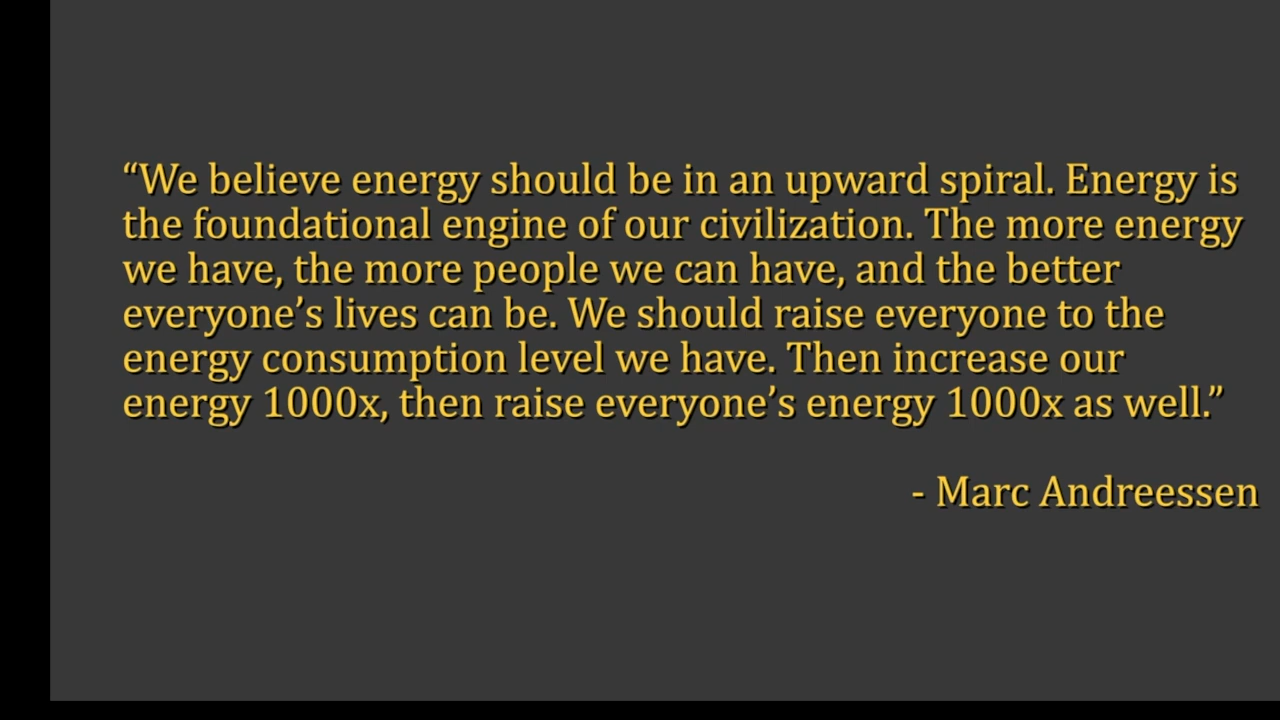 “We believe energy should be in an upward spiral. Energy is
the foundational engine of our civilization. The more energy
we have, the more people we can have, and the better
everyone’s lives can be. We should raise everyone to the
energy consumption level we have. Then increase our
energy 1000x, then raise everyone’s energy 1000x as well.”
- Marc Andreessen